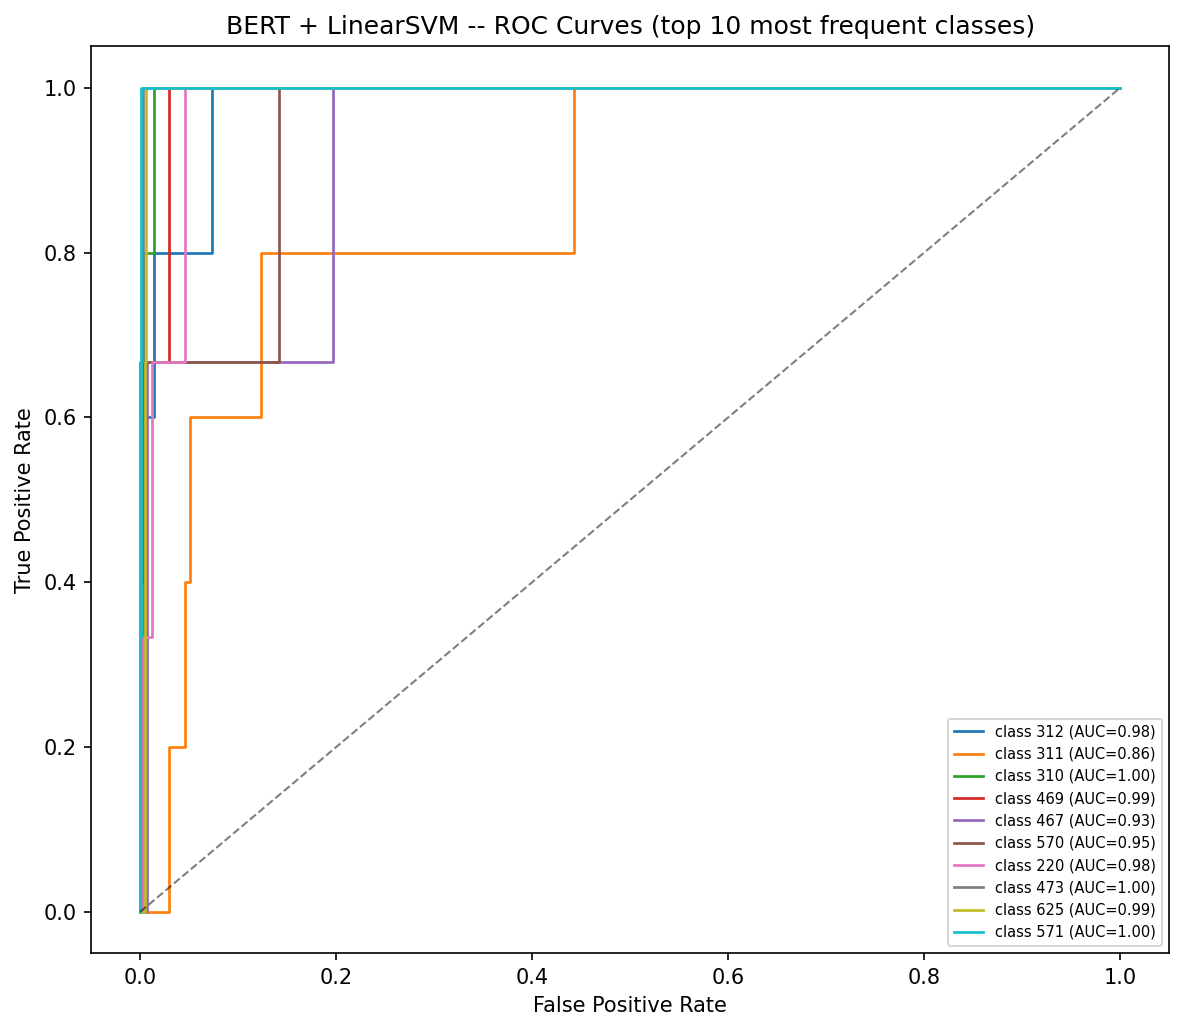 BERT + LinearSVM -- ROC Curves (top 10 most frequent classes)
True Positive Rate
1.0
0.8
0.6
0.4
0.2
0.0
class 312 (AUC=0.98)
class 311 (AUC=0.86)
class 310 (AUC=1.00)
class 469 (AUC=0.99)
class 467 (AUC=0.93)
class 570 (AUC=0.95)
class 220 (AUC=0.98)
class 473 (AUC=1.00)
class 625 (AUC=0.99)
class 571 (AUC=1.00)
0.0 0.2 0.4 0.6 0.8 1.0
False Positive Rate